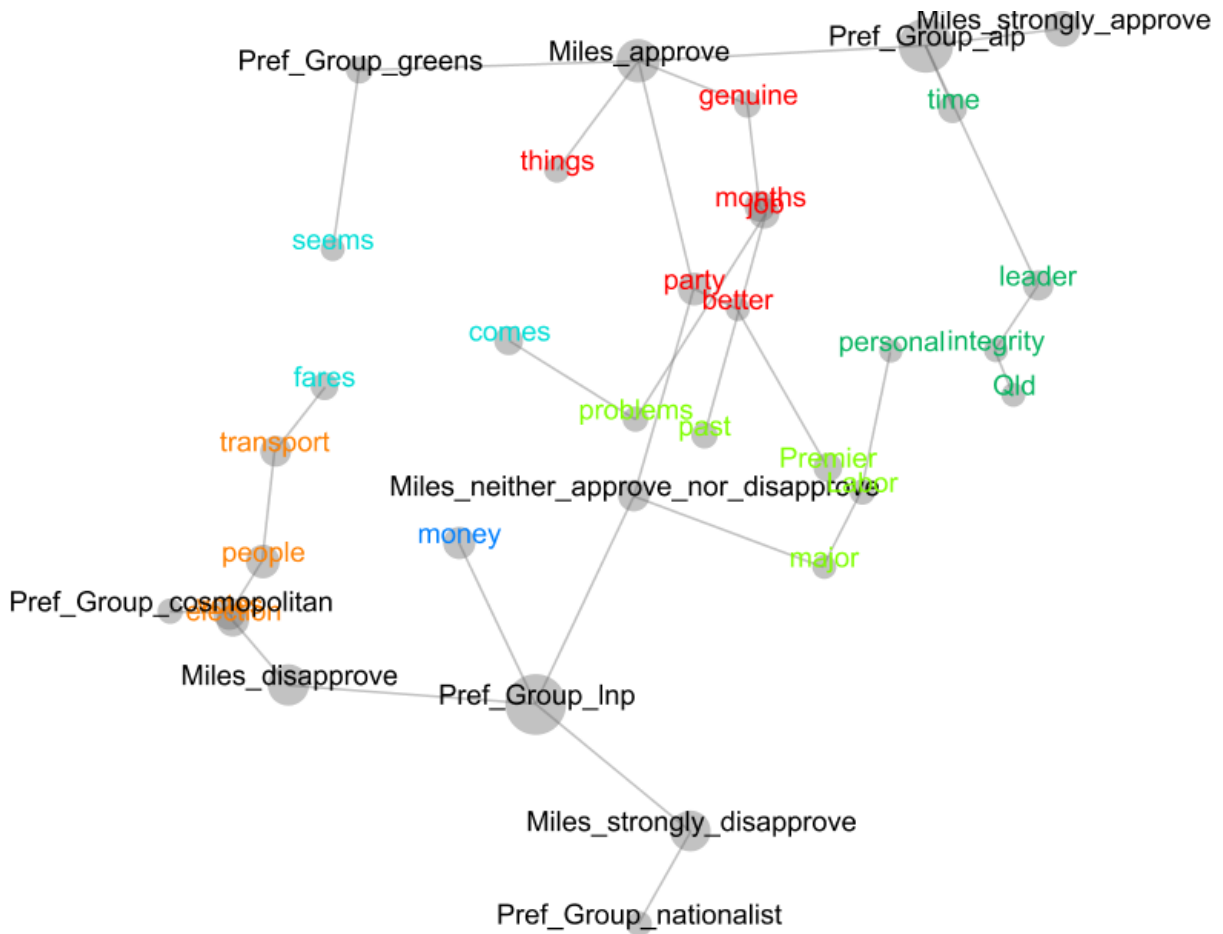 Miles_strongly_approve
Pref_Group_alp
Miles_approve
Pref_Group_greens
genuine
time
things
months
job
seems
leader
party
better
comes
personal
integrity
fares
Qld
problems
past
transport
Premier
Labor
Miles_neither_approve_nor_disapprove
money
people
major
Pref_Group_cosmopolitan
election
Miles_disapprove
Pref_Group_lnp
Miles_strongly_disapprove
Pref_Group_nationalist